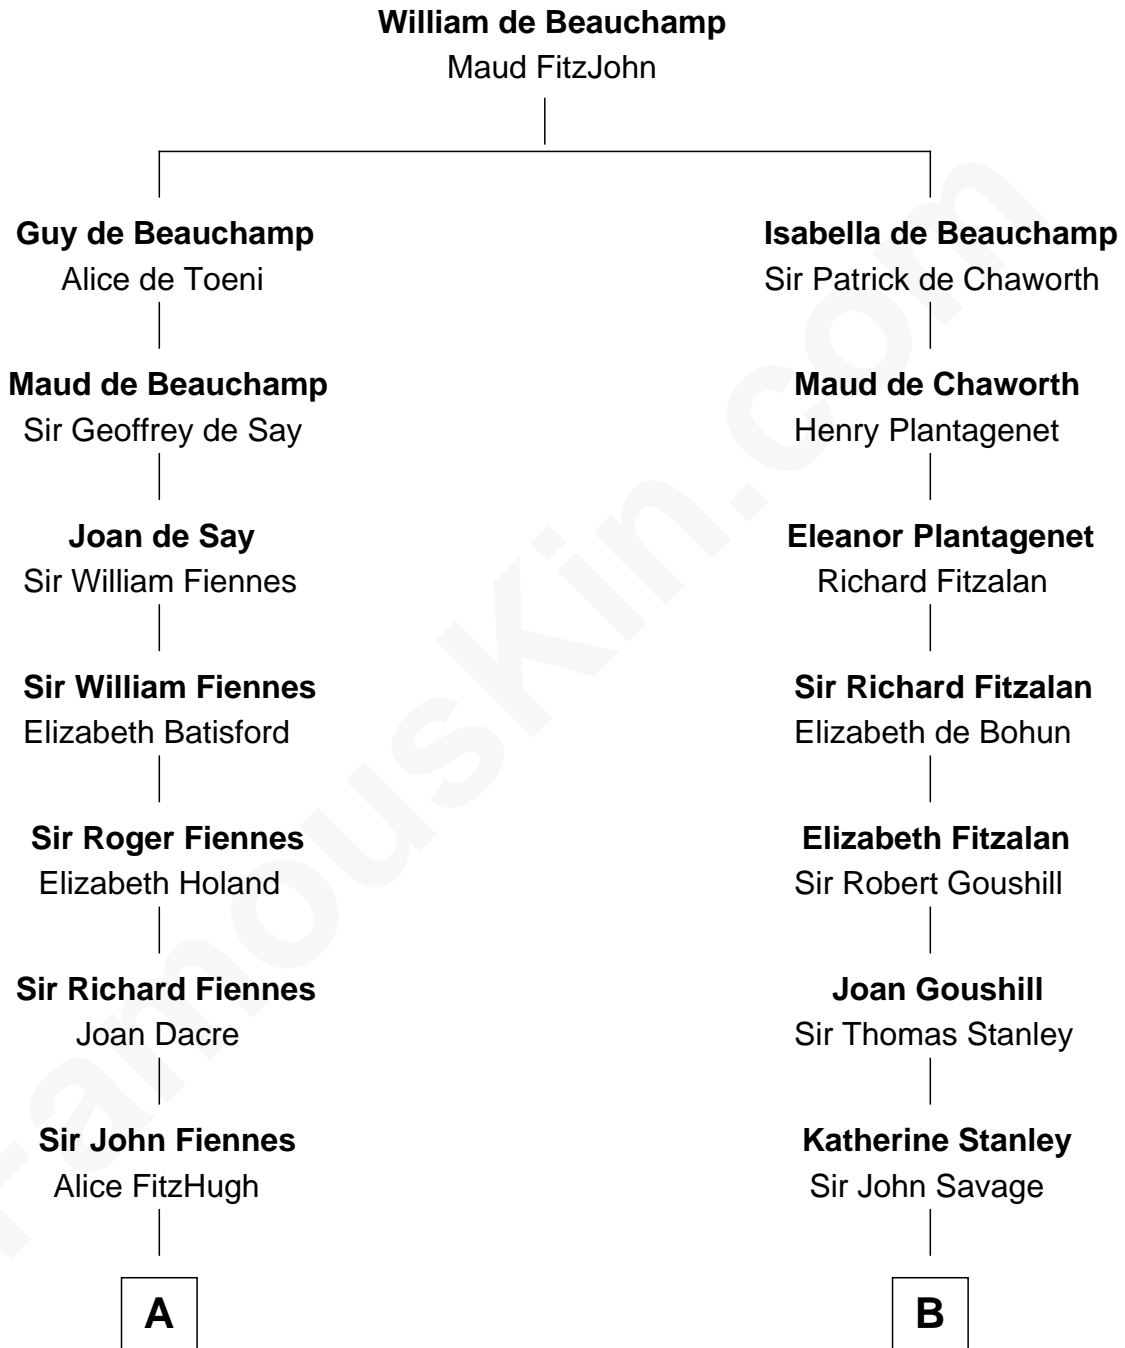 William de Beauchamp
Maud FitzJohn
Guy de Beauchamp
Alice de Toeni
Isabella de Beauchamp
Sir Patrick de Chaworth
Maud de Beauchamp
Sir Geoffrey de Say
Maud de Chaworth
Henry Plantagenet
Joan de Say
Sir William Fiennes
Eleanor Plantagenet
Richard Fitzalan
Sir William Fiennes
Elizabeth Batisford
Sir Richard Fitzalan
Elizabeth de Bohun
Sir Roger Fiennes
Elizabeth Holand
Elizabeth Fitzalan
Sir Robert Goushill
Sir Richard Fiennes
Joan Dacre
Joan Goushill
Sir Thomas Stanley
Sir John Fiennes
Alice FitzHugh
Katherine Stanley
Sir John Savage
A
B
FamousKin.com